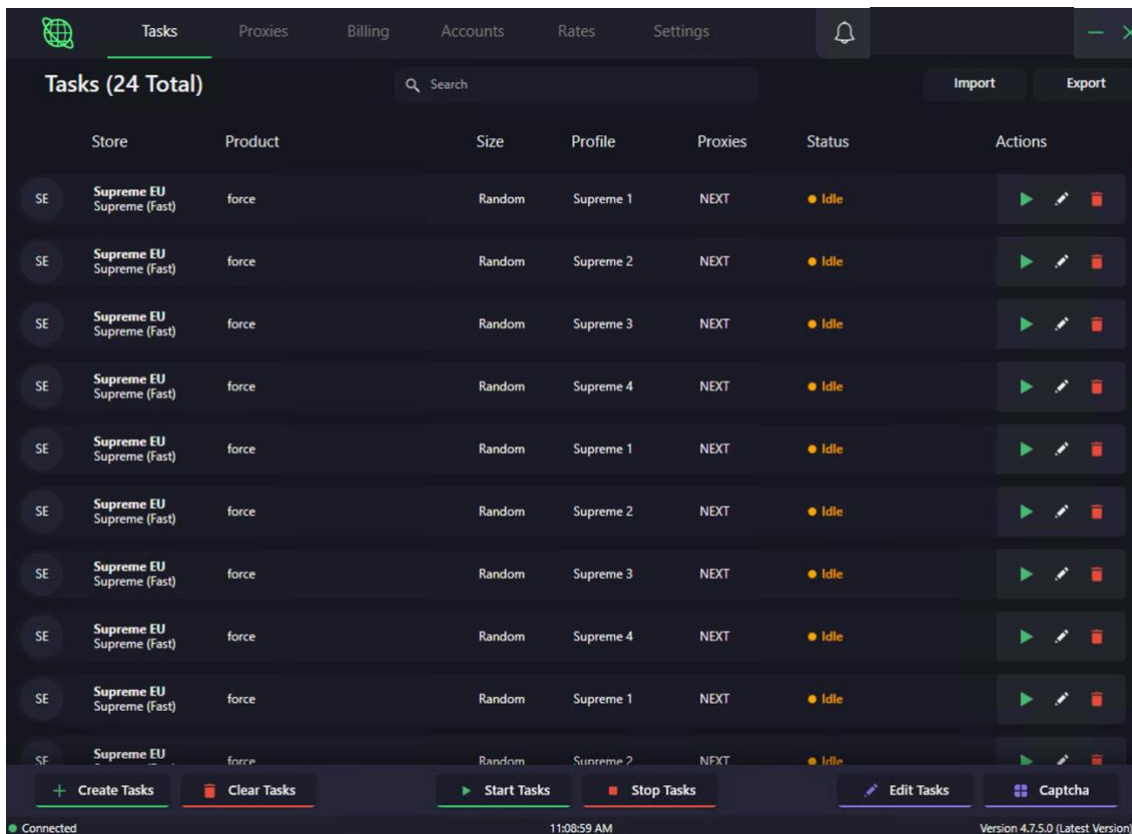 Tasks Proxies Billing Accounts Rates Settings
Tasks (24 Total) Search Import Export
Store Product Size Profile Proxies Status Actions
SE Supreme EU force Random Supreme 1 NEXT Idle
Supreme (Fast)
SE Supreme EU force Random Supreme 2 NEXT Idle
Supreme (Fast)
SE Supreme EU force Random Supreme 3 NEXT Idle
Supreme (Fast)
SE Supreme EU force Random Supreme 4 NEXT Idle
Supreme (Fast)
SE Supreme EU force Random Supreme 1 NEXT Idle
Supreme (Fast)
SE Supreme EU force Random Supreme 2 NEXT Idle
Supreme (Fast)
SE Supreme EU force Random Supreme 3 NEXT Idle
Supreme (Fast)
SE Supreme EU force Random Supreme 4 NEXT Idle
Supreme (Fast)
SE Supreme EU force Random Supreme 1 NEXT Idle
Supreme (Fast)
SE Supreme EU force Random Supreme 2 NEXT Idle
Create Tasks Clear Tasks Start Tasks Stop Tasks Edit Tasks Captcha
Connected 11:08:59 AM Version 4.7.5.0 (Latest Version)